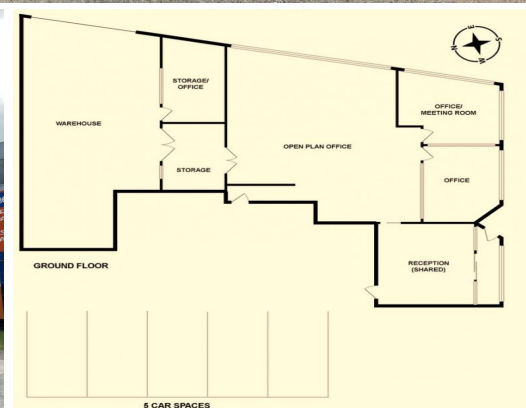 E
S
N
W
STORAGE/
OFFICE
OFFICE/
MEETING ROOM
WAREHOUSE
OPEN PLAN OFFICE
STORAGE
OFFICE
RECEPTION
(SHARED)
GROUND FLOOR
5 CAR SPACES